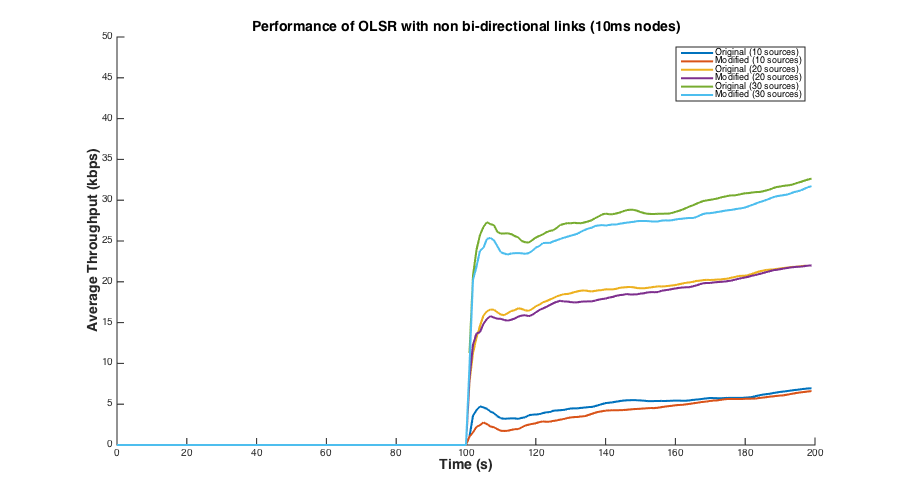 Performance of OLSR with non bi-directional links (10ms nodes)
50
45
40
35
30
25
20
15
10
5
0
Average Throughput (kbps)
Original (10 sources)
Modified (10 sources)
Original (20 sources)
Modified (20 sources)
Original (30 sources)
Modified (30 sources)
0 20 40 60 80 100 120 140 160 180 200
Time (s)